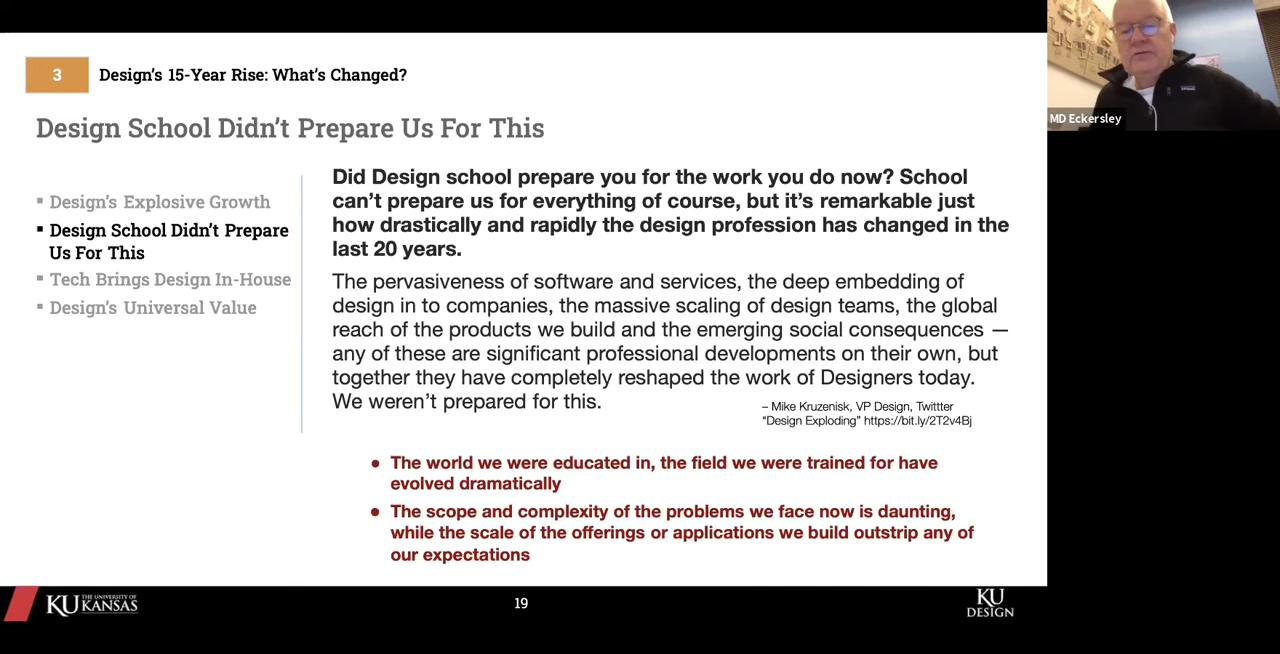 3
Design's 15-Year Rise: What's Changed?
Design School Didn't Prepare Us For This
▪ Design's Explosive Growth
▪ Design School Didn't Prepare
Us For This
▪ Tech Brings Design In-House
▪ Design's Universal Value
Did Design school prepare you for the work you do now? School
can't prepare us for everything of course, but it's remarkable just
how drastically and rapidly the design profession has changed in the
last 20 years.
The pervasiveness of software and services, the deep embedding of
design in to companies, the massive scaling of design teams, the global
reach of the products we build and the emerging social consequences —
any of these are significant professional developments on their own, but
together they have completely reshaped the work of Designers today.
We weren't prepared for this.
– Mike Kruzenisk, VP Design, Twittter
"Design Exploding" https://bit.ly/2T2v4Bj
● The world we were educated in, the field we were trained for have
evolved dramatically
● The scope and complexity of the problems we face now is daunting,
while the scale of the offerings or applications we build outstrip any of
our expectations
KU THE UNIVERSITY OF
KANSAS
19
KU
DESIGN
MD Eckersley